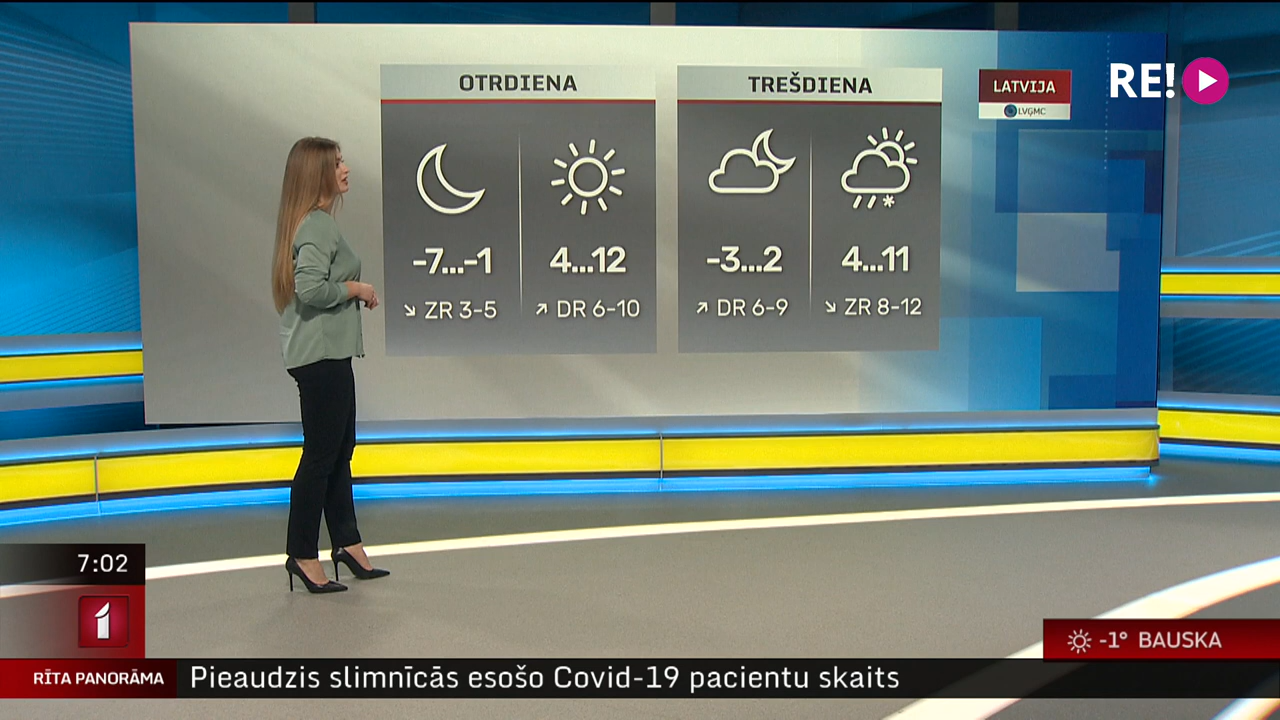 OTRDIENA
-7...-1
4...12
↘ ZR 3-5
↗ DR 6-10
TREŠDIENA
-3...2
4...11
↗ DR 6-9
↘ ZR 8-12
LATVIJA
LVĢMC
RE!
7:02
1
-1° BAUSKA
RĪTA PANORĀMA
Pieaudzis slimnīcās esošo Covid-19 pacientu skaits